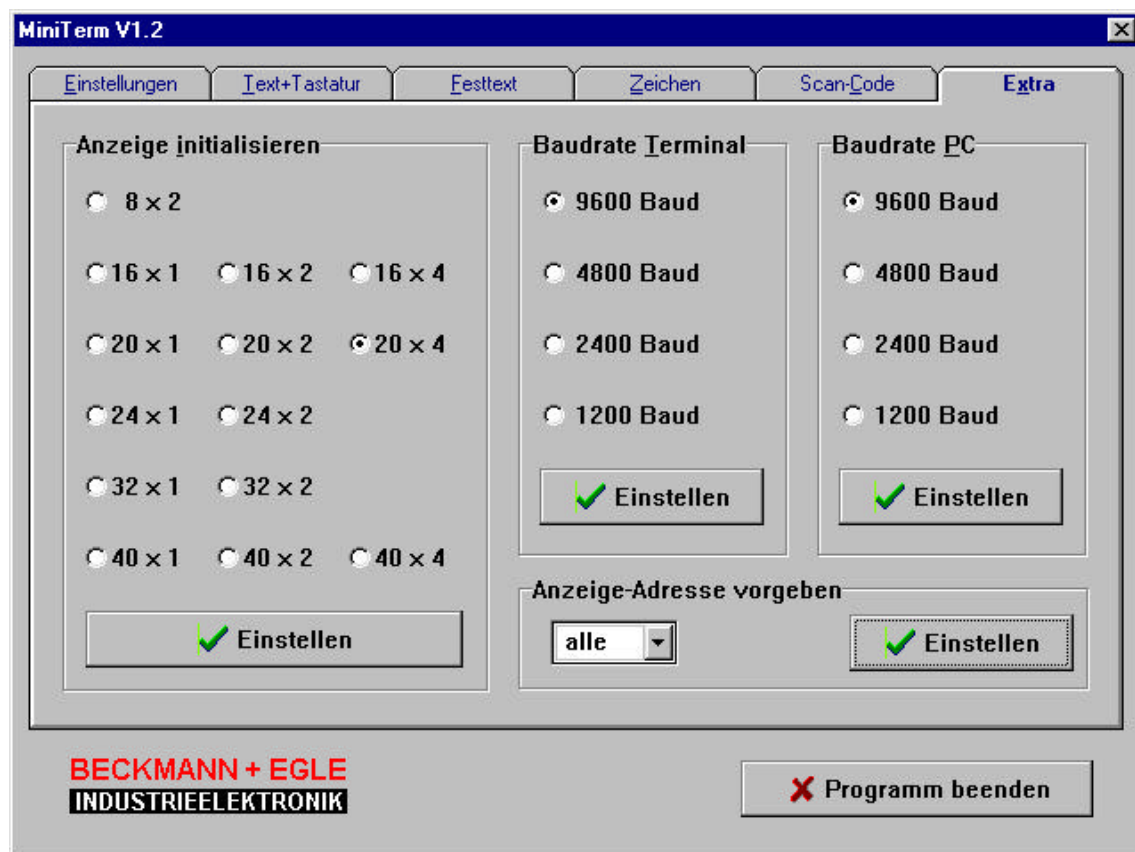 MiniTerm V1.2
Einstellungen Text+Tastatur Festtext Zeichen Scan-Code Extra
Anzeige initialisieren
8 x 2
16 x 1 16 x 2 16 x 4
20 x 1 20 x 2 20 x 4
24 x 1 24 x 2
32 x 1 32 x 2
40 x 1 40 x 2 40 x 4
Einstellen
Baudrate Terminal
9600 Baud
4800 Baud
2400 Baud
1200 Baud
Einstellen
Baudrate PC
9600 Baud
4800 Baud
2400 Baud
1200 Baud
Einstellen
Anzeige-Adresse vorgeben
alle Einstellen
BECKMANN + EGLE
INDUSTRIEELEKTRONIK
Programm beenden